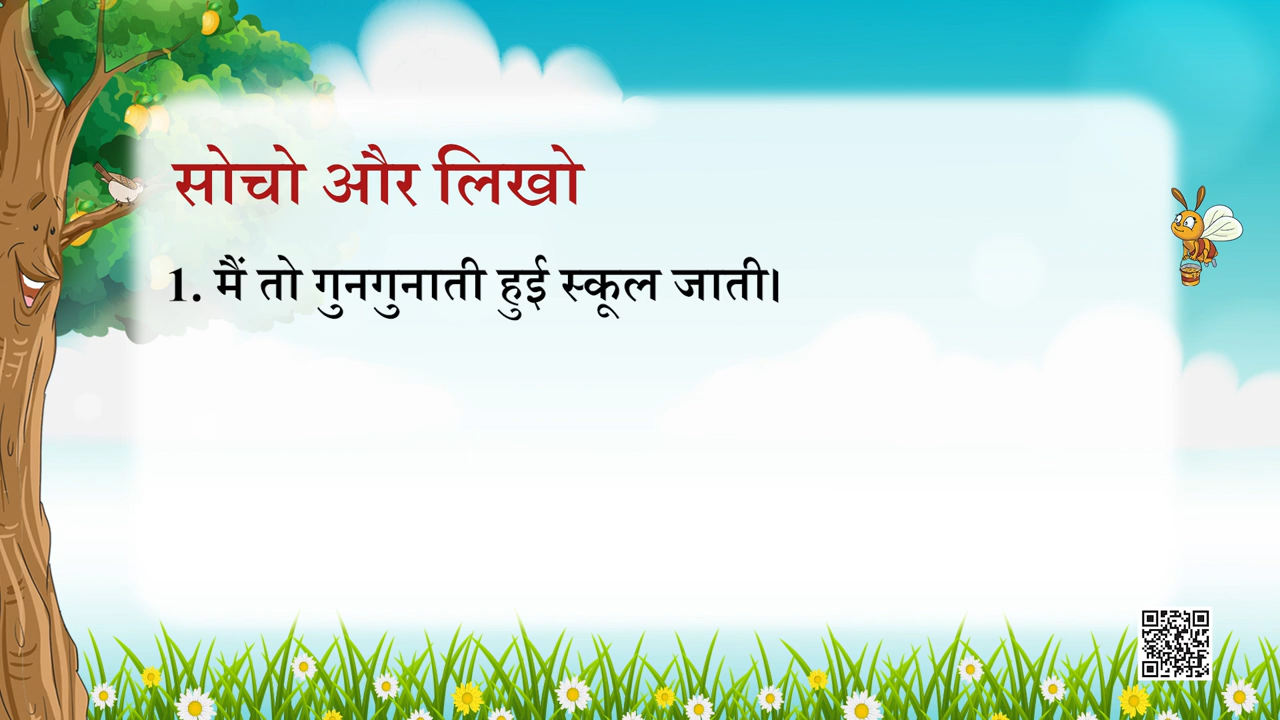 सोचो और लिखो
1. मैं तो गुनगुनाती हुई स्कूल जाती।